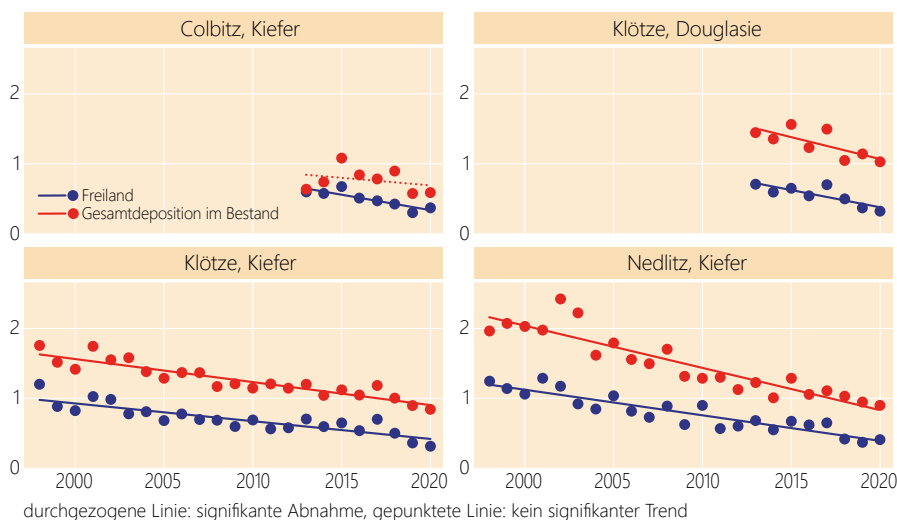 Colbitz, Kiefer
Klötze, Douglasie
2
1
0
Freiland
Gesamtdeposition im Bestand
2
1
0
Klötze, Kiefer
Nedlitz, Kiefer
2
1
0
2000 2005 2010 2015 2020
2
1
0
2000 2005 2010 2015 2020
durchgezogene Linie: signifikante Abnahme, gepunktete Linie: kein signifikanter Trend